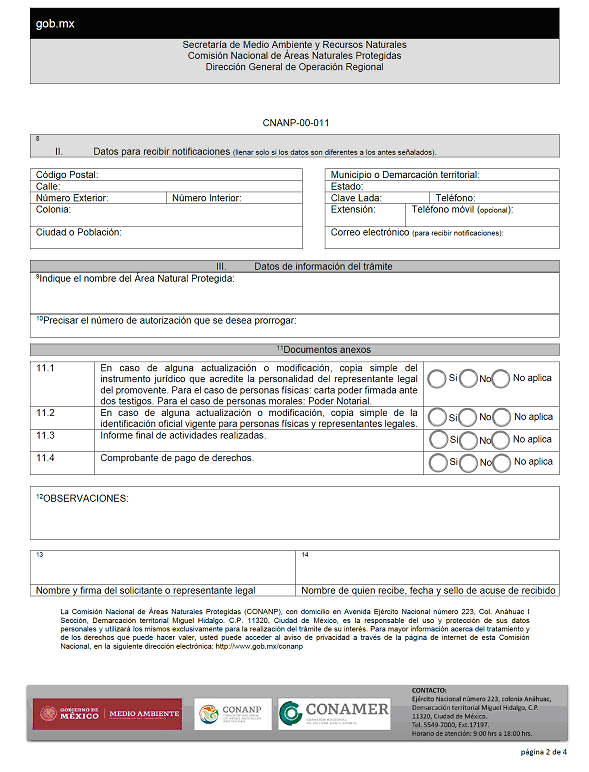 gob.mx
Secretaría de Medio Ambiente y Recursos Naturales
Comisión Nacional de Áreas Naturales Protegidas
Dirección General de Operación Regional
CNANP-00-011
8
II. Datos para recibir notificaciones (llenar solo si los datos son diferentes a los antes señalados).
Código Postal:
Calle:
Número Exterior: Número Interior:
Colonia:
Ciudad o Población:
Municipio o Demarcación territorial:
Estado:
Clave Lada: Teléfono:
Extensión: Teléfono móvil (opcional):
Correo electrónico (para recibir notificaciones):
III. Datos de información del trámite
9Indique el nombre del Área Natural Protegida:
10Precisar el número de autorización que se desea prorrogar:
11Documentos anexos
11.1 En caso de alguna actualización o modificación, copia simple del
instrumento jurídico que acredite la personalidad del representante legal
del promovente. Para el caso de personas físicas: carta poder firmada ante
dos testigos. Para el caso de personas morales: Poder Notarial.
Si No No aplica
11.2 En caso de alguna actualización o modificación, copia simple de la
identificación oficial vigente para personas físicas y representantes legales.
Si No No aplica
11.3 Informe final de actividades realizadas.
Si No No aplica
11.4 Comprobante de pago de derechos.
Si No No aplica
12OBSERVACIONES:
13
Nombre y firma del solicitante o representante legal
14
Nombre de quien recibe, fecha y sello de acuse de recibido
La Comisión Nacional de Áreas Naturales Protegidas (CONANP), con domicilio en Avenida Ejército Nacional número 223, Col. Anáhuac I
Sección, Demarcación territorial Miguel Hidalgo. C.P. 11320, Ciudad de México, es la responsable del uso y protección de sus datos
personales y utilizará los mismos exclusivamente para la realización del trámite de su interés. Para mayor información acerca del tratamiento y
de los derechos que puede hacer valer, usted puede acceder al aviso de privacidad a través de la página de internet de esta Comisión
Nacional, en la siguiente dirección electrónica: http://www.gob.mx/conanp
GOBIERNO DE
MÉXICO
MEDIO AMBIENTE
CONANP
COMISIÓN NACIONAL
DE ÁREAS NATURALES
PROTEGIDAS
CONAMER
COMISIÓN NACIONAL
DE MEJORA REGULATORIA
CONTACTO:
Ejército Nacional número 223, colonia Anáhuac,
Demarcación territorial Miguel Hidalgo, C.P.
11320, Ciudad de México.
Tel. 5549-7000, Ext.17197.
Horario de atención: 9:00 hrs a 18:00 hrs.
página 2 de 4